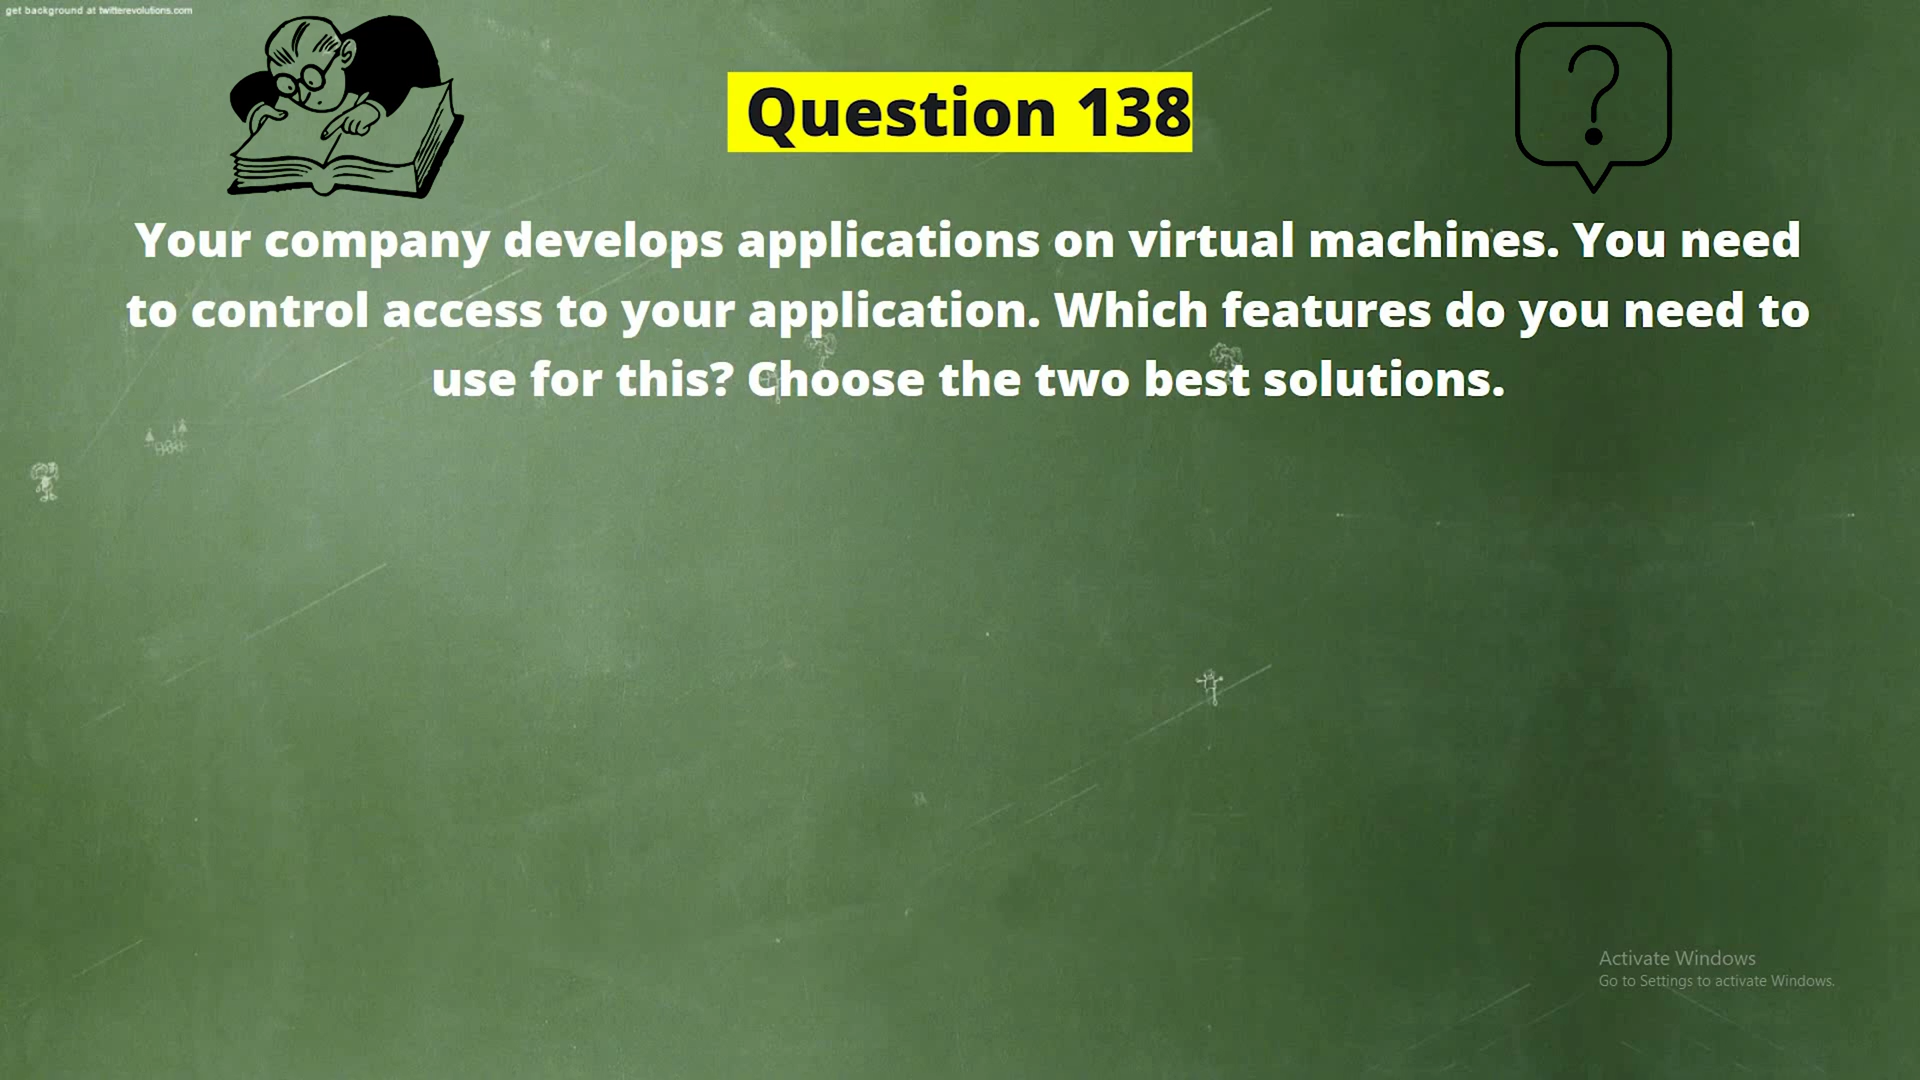 get background at twitterevolutions.com
Question 138
?
Your company develops applications on virtual machines. You need
to control access to your application. Which features do you need to
use for this? Choose the two best solutions.
Activate Windows
Go to Settings to activate Windows.